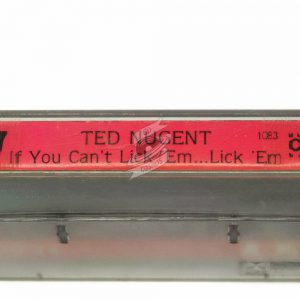 TED NUGENT 1083
If You Can't Lick 'Em...Lick 'Em